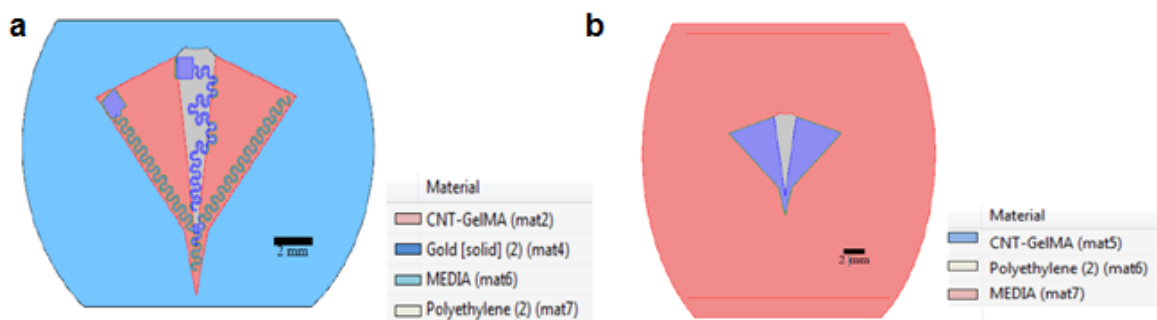 a
2 mm
Material
CNT-GelMA (mat2)
Gold [solid] (2) (mat4)
MEDIA (mat6)
Polyethylene (2) (mat7)
b
2 mm
Material
CNT-GelMA (mat5)
Polyethylene (2) (mat6)
MEDIA (mat7)